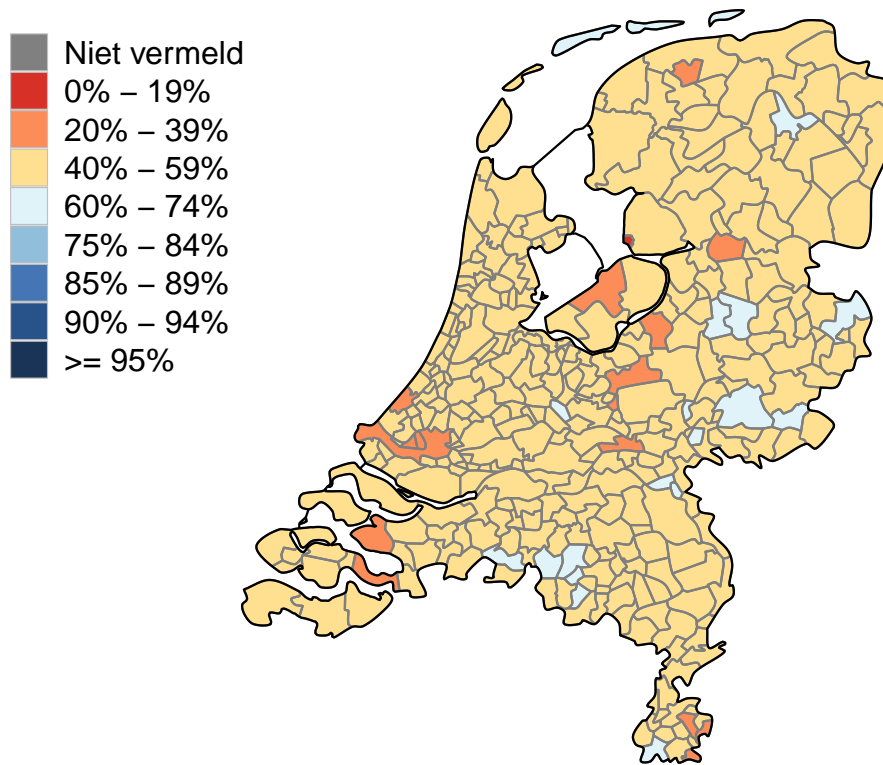 Niet vermeld
0% – 19%
20% – 39%
40% – 59%
60% – 74%
75% – 84%
85% – 89%
90% – 94%
>= 95%